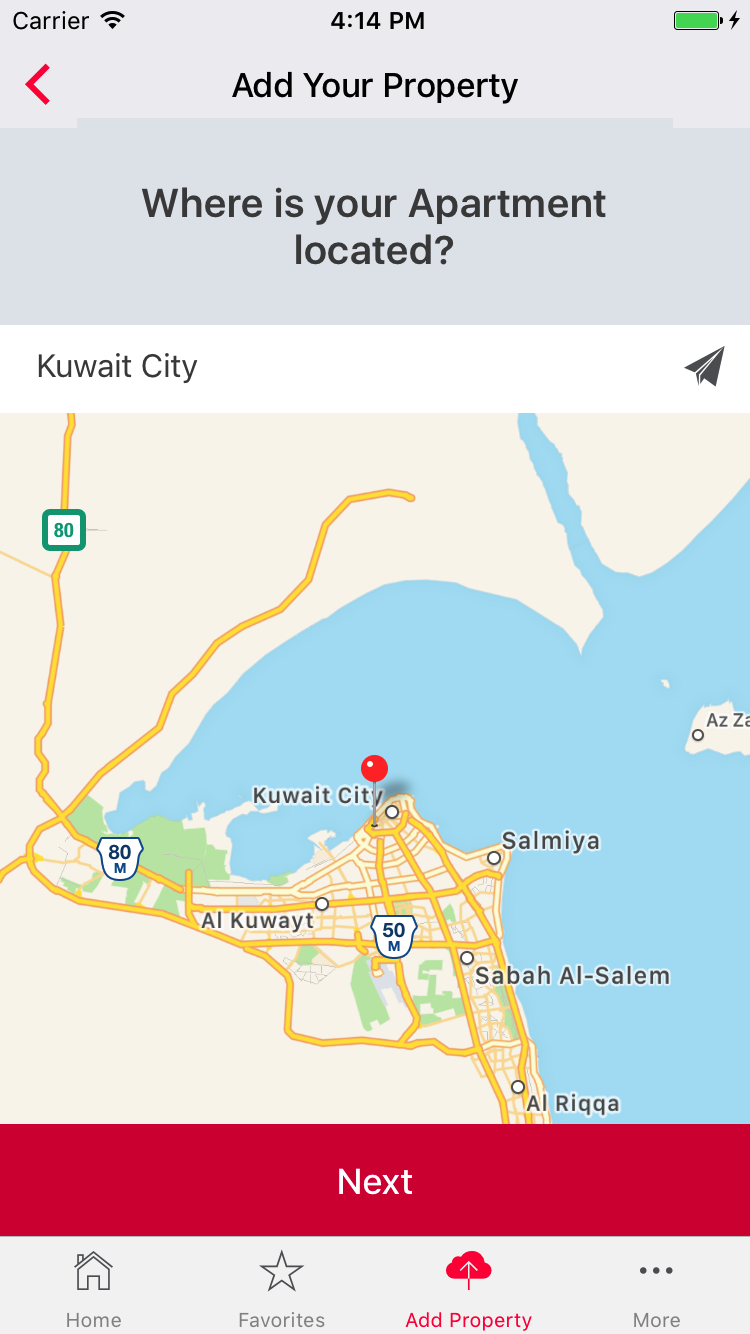 Carrier 4:14 PM
Add Your Property
Where is your Apartment
located?
Kuwait City
80
Az Za
Kuwait City
Salmiya
80
M
Al Kuwayt
50
M
Sabah Al-Salem
Al Riqqa
Next
Home Favorites Add Property More